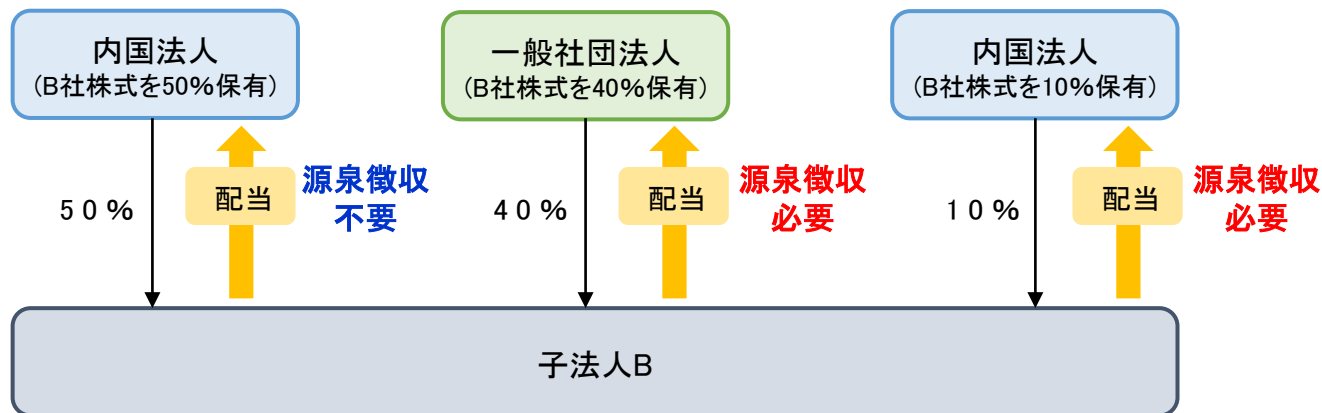 内国法人
(B社株式を50%保有)
一般社団法人
(B社株式を40%保有)
内国法人
(B社株式を10%保有)
50%
配当
源泉徴収
不要
40%
配当
源泉徴収
必要
10%
配当
源泉徴収
必要
子法人B